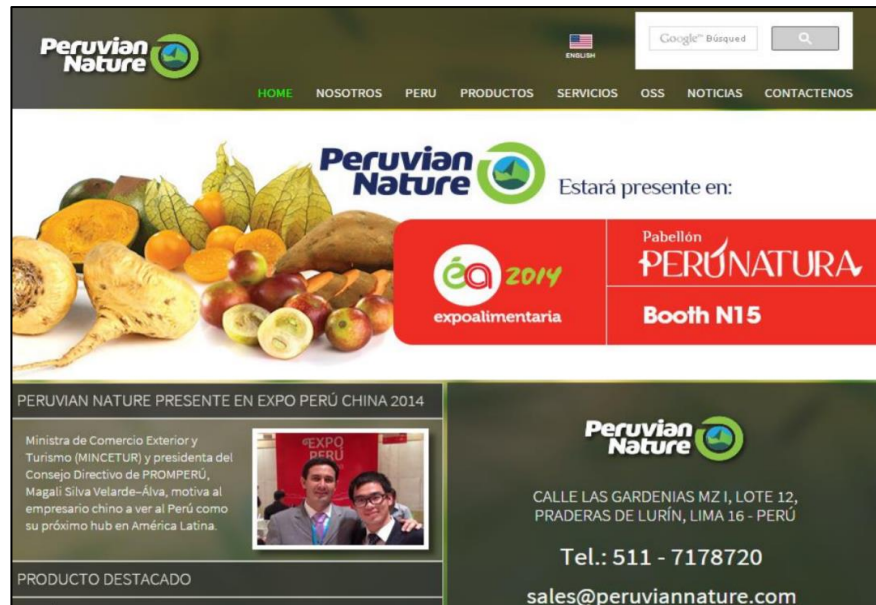 Peruvian
Nature
ENGLISH
Google™ Búsqued
HOME NOSOTROS PERU PRODUCTOS SERVICIOS OSS NOTICIAS CONTACTENOS
Peruvian
Nature
Estará presente en:
éa 2014
expoalimentaria
Pabellón
PERÚNATURA
Booth N15
PERUVIAN NATURE PRESENTE EN EXPO PERÚ CHINA 2014
Ministra de Comercio Exterior y
Turismo (MINCETUR) y presidenta del
Consejo Directivo de PROMPERÚ,
Magali Silva Velarde–Álva, motiva al
empresario chino a ver al Perú como
su próximo hub en América Latina.
EXPO
PERÚ
PRODUCTO DESTACADO
Peruvian
Nature
CALLE LAS GARDENIAS MZ I, LOTE 12,
PRADERAS DE LURÍN, LIMA 16 - PERÚ
Tel.: 511 - 7178720
sales@peruviannature.com